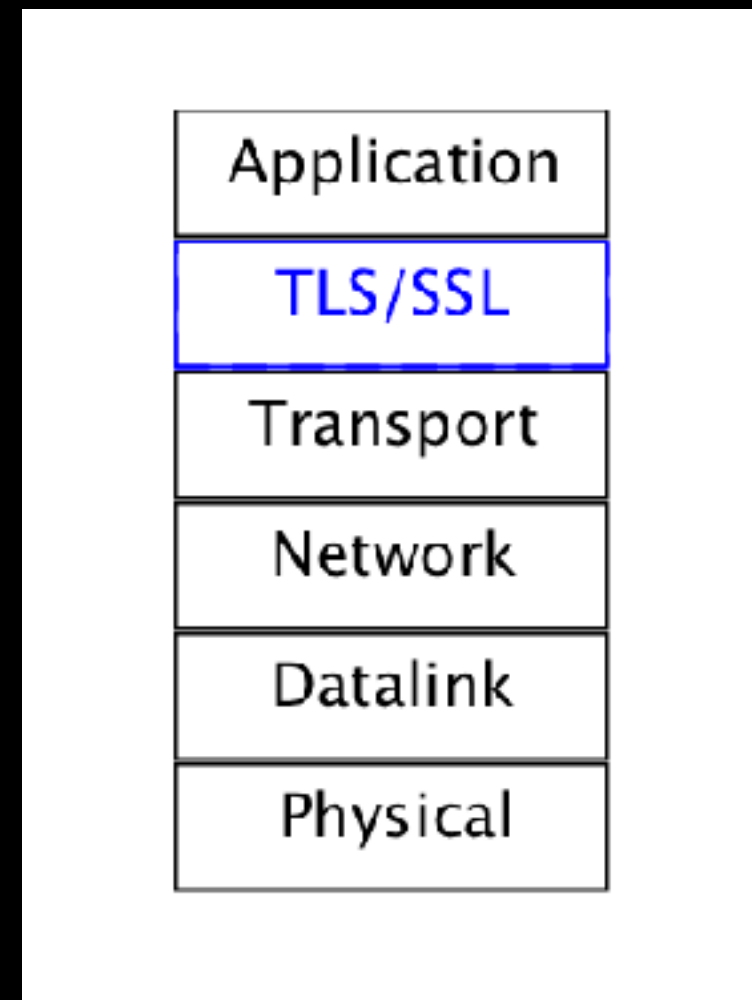 Application
TLS/SSL
Transport
Network
Datalink
Physical